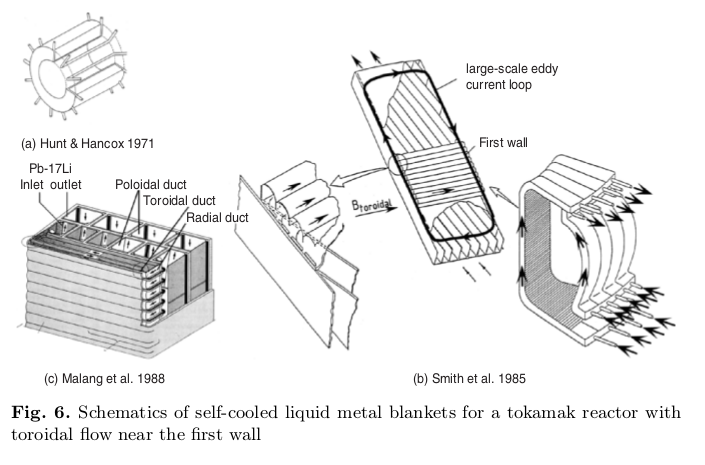 (a) Hunt & Hancox 1971
large-scale eddy
current loop
First wall
Btoroidal
Pb-17Li
Inlet outlet
Poloidal duct
Toroidal duct
Radial duct
(c) Malang et al. 1988
(b) Smith et al. 1985
Fig. 6. Schematics of self-cooled liquid metal blankets for a tokamak reactor with
toroidal flow near the first wall